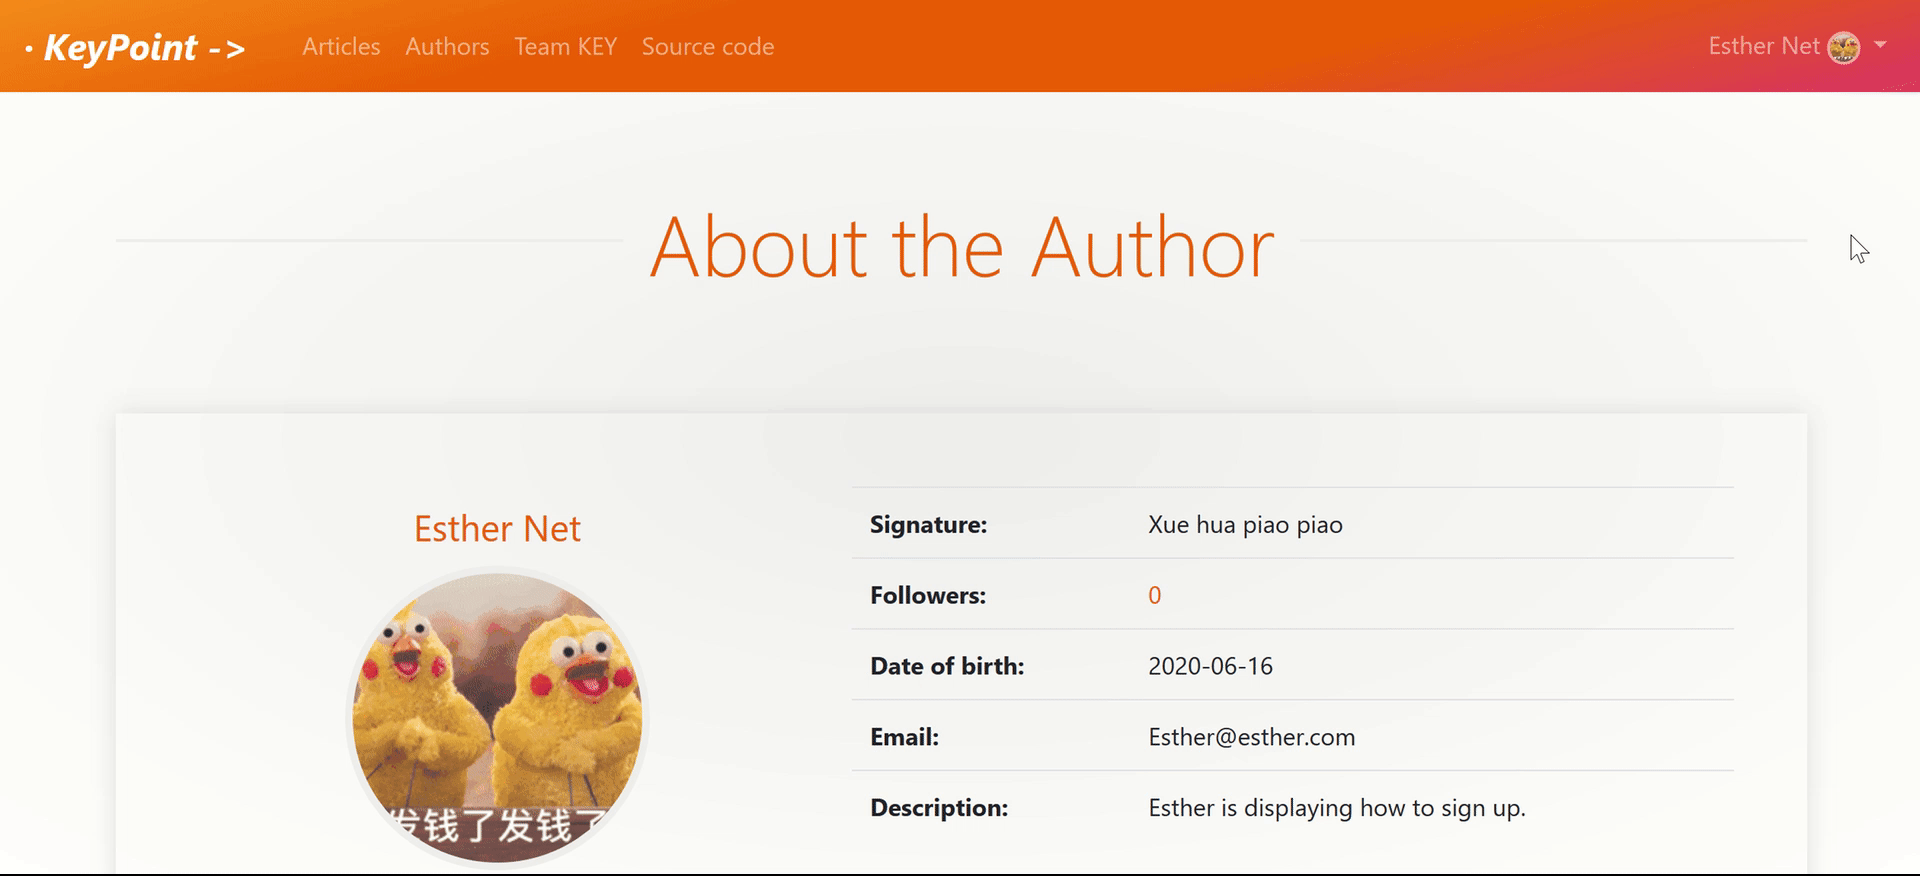 · KeyPoint -> Articles Authors Team KEY Source code Esther Net
About the Author
Esther Net
Signature: Xue hua piao piao
Followers: 0
Date of birth: 2020-06-16
Email: Esther@esther.com
Description: Esther is displaying how to sign up.
发钱了发钱了